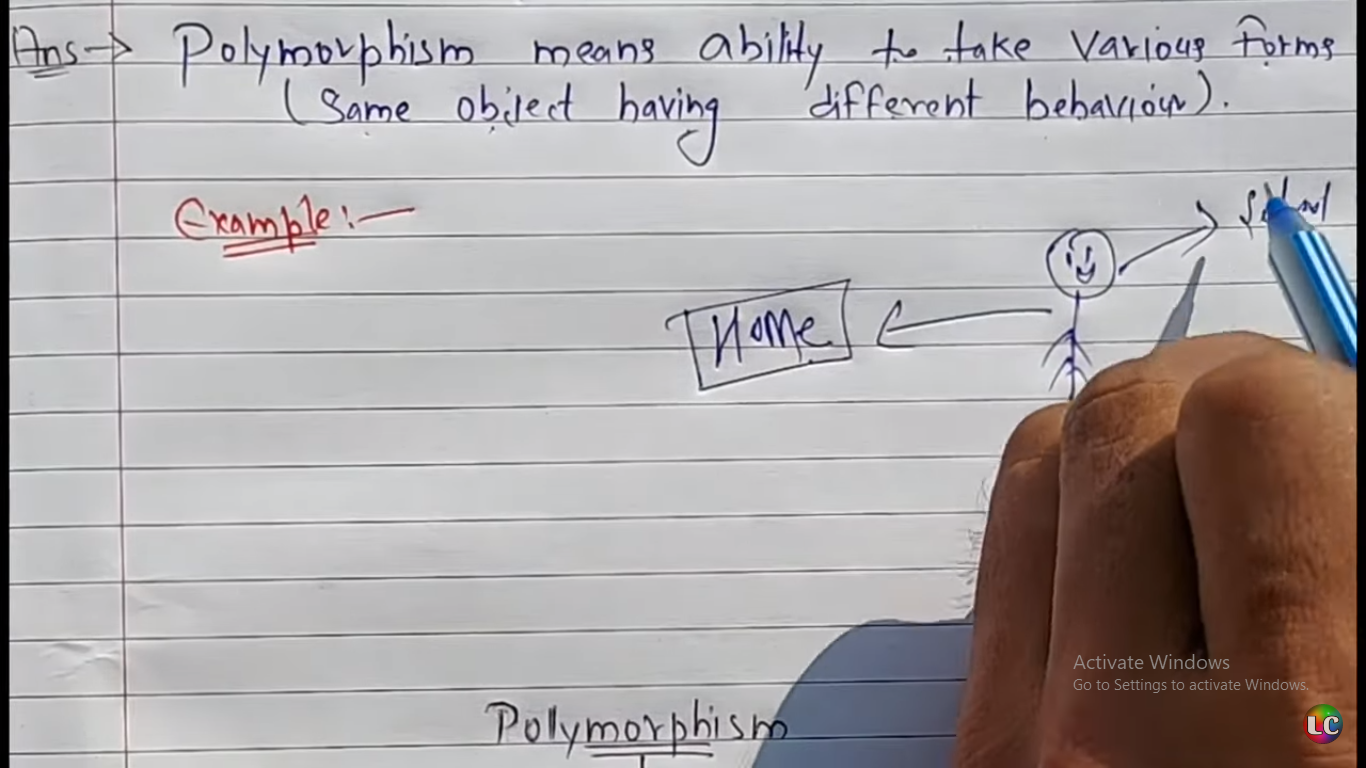 Ans → Polymorphism means ability to take various forms
(Same object having different behaviour).
Example:—
School
Home
Activate Windows
Go to Settings to activate Windows.
Polymorphism
LC